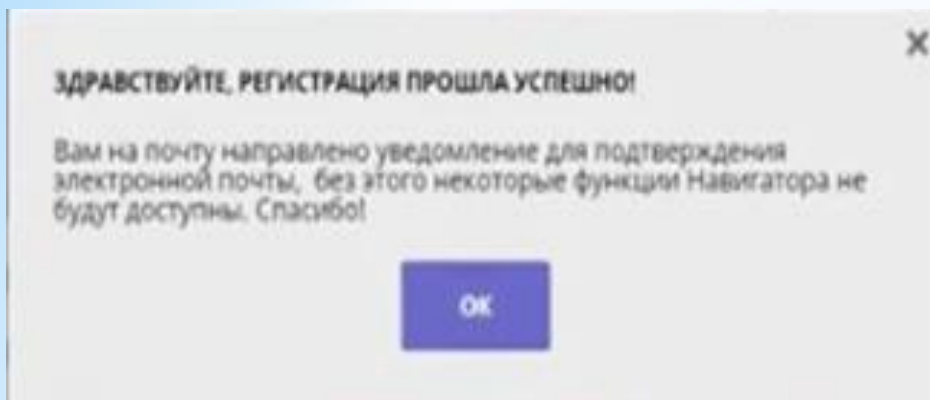 ЗДРАВСТВУЙТЕ, РЕГИСТРАЦИЯ ПРОШЛА УСПЕШНО!
Вам на почту направлено уведомление для подтверждения
электронной почты, без этого некоторые функции Навигатора не
будут доступны. Спасибо!
ОК